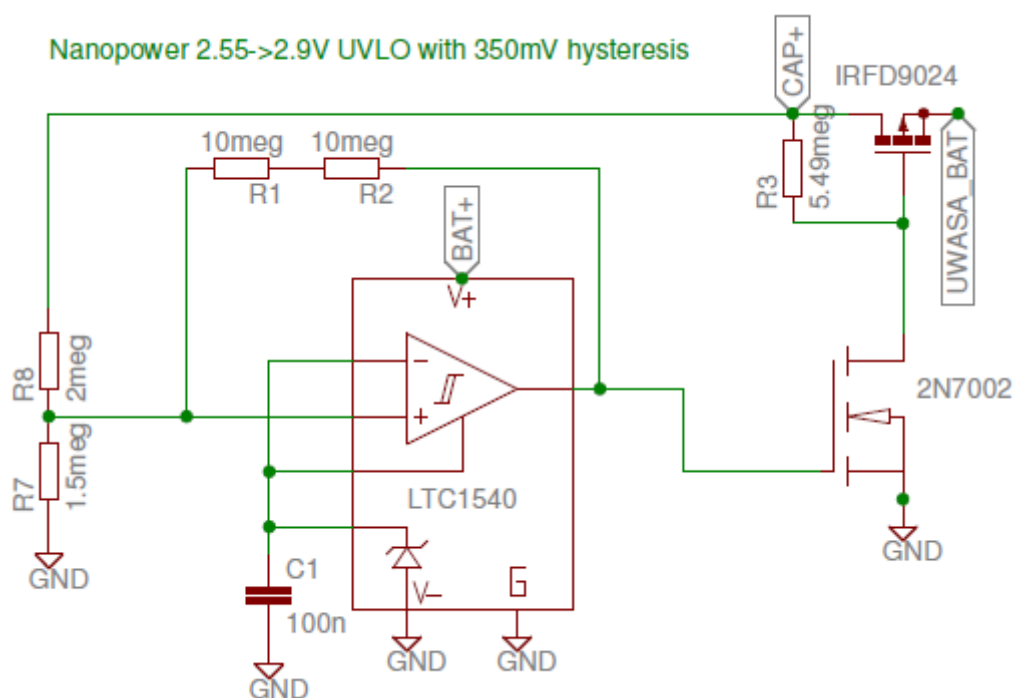 Nanopower 2.55->2.9V UVLO with 350mV hysteresis
CAP+
IRFD9024
10meg
10meg
R1
R2
R3
5.49meg
UWASA_BAT
BAT+
V+
R8
2meg
-
+
2N7002
R7
1.5meg
LTC1540
GND
C1
100n
V-
G
GND
GND
GND
GND